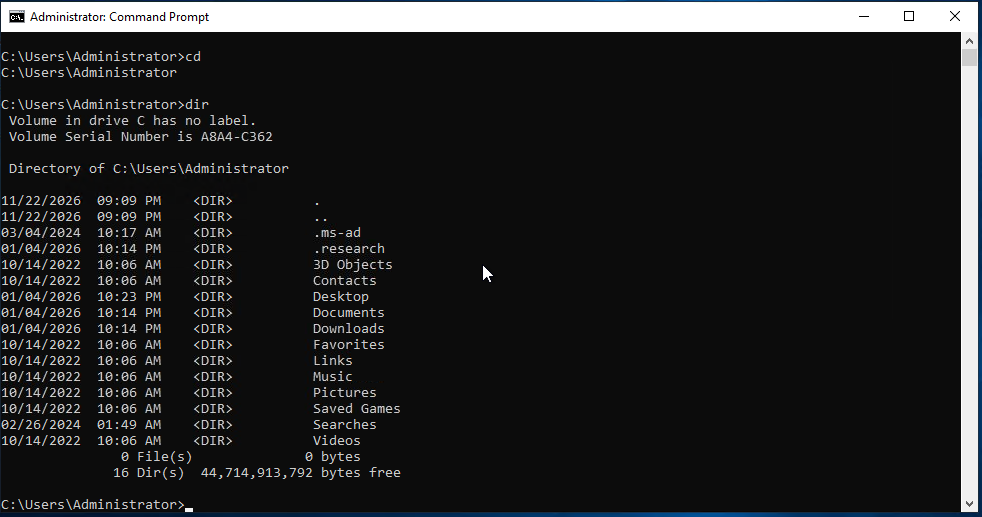 Administrator: Command Prompt
C:\Users\Administrator>cd
C:\Users\Administrator
C:\Users\Administrator>dir
 Volume in drive C has no label.
 Volume Serial Number is A8A4-C362
 Directory of C:\Users\Administrator
11/22/2026  09:09 PM    <DIR>          .
11/22/2026  09:09 PM    <DIR>          ..
03/04/2024  10:17 AM    <DIR>          .ms-ad
01/04/2026  10:14 PM    <DIR>          .research
10/14/2022  10:06 AM    <DIR>          3D Objects
10/14/2022  10:06 AM    <DIR>          Contacts
01/04/2026  10:23 PM    <DIR>          Desktop
01/04/2026  10:14 PM    <DIR>          Documents
01/04/2026  10:14 PM    <DIR>          Downloads
10/14/2022  10:06 AM    <DIR>          Favorites
10/14/2022  10:06 AM    <DIR>          Links
10/14/2022  10:06 AM    <DIR>          Music
10/14/2022  10:06 AM    <DIR>          Pictures
10/14/2022  10:06 AM    <DIR>          Saved Games
02/26/2024  01:49 AM    <DIR>          Searches
10/14/2022  10:06 AM    <DIR>          Videos
               0 File(s)              0 bytes
              16 Dir(s)  44,714,913,792 bytes free
C:\Users\Administrator>